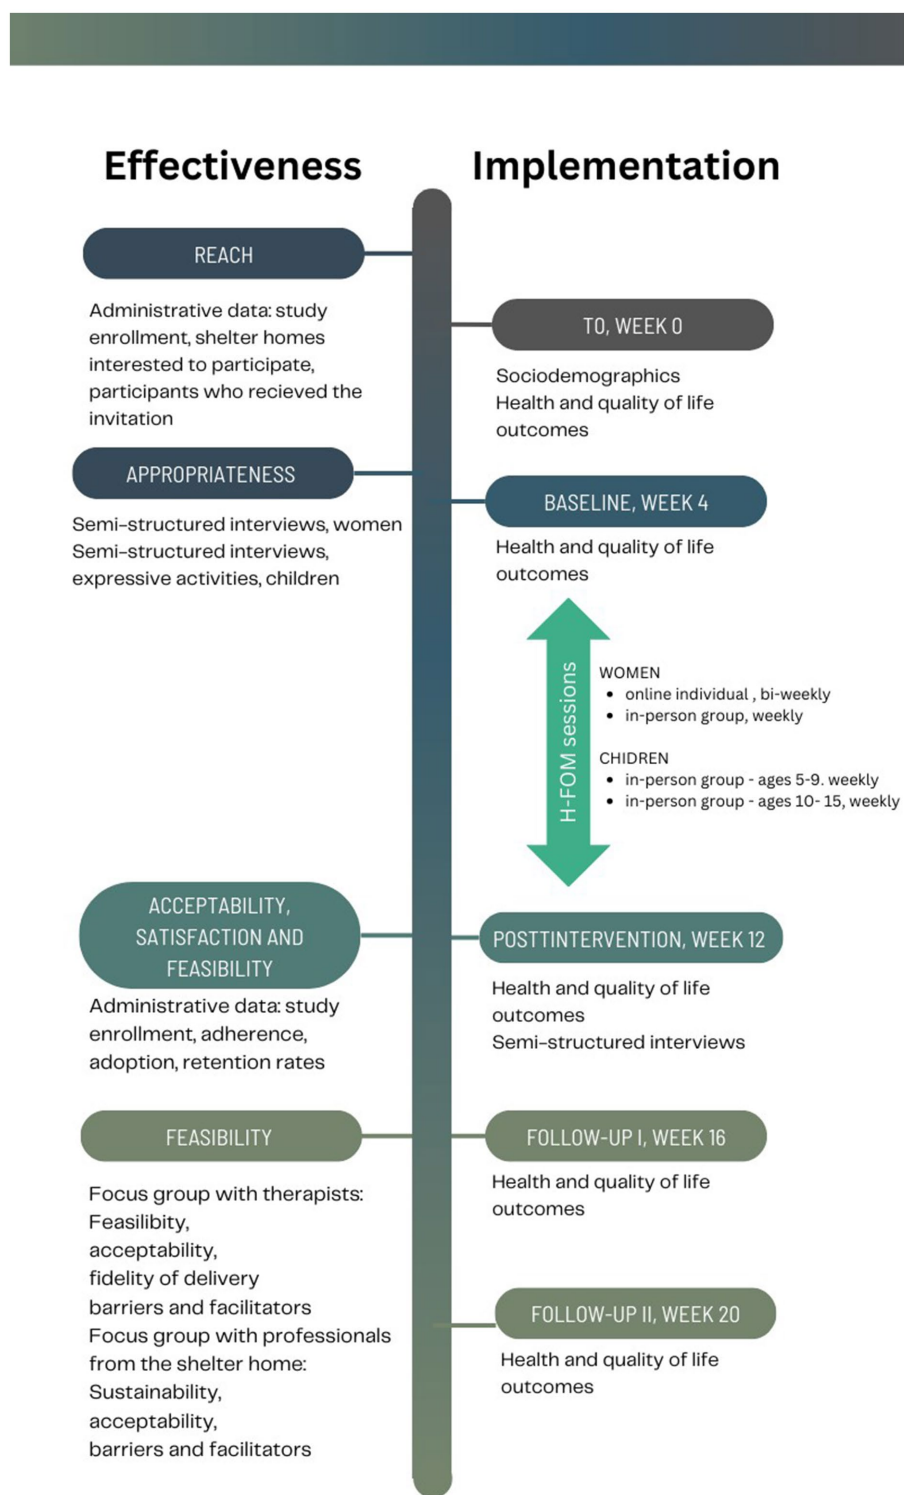 Effectiveness
Implementation
REACH
Administrative data: study
enrollment, shelter homes
interested to participate,
participants who recieved the
invitation
T0, WEEK 0
Sociodemographics
Health and quality of life
outcomes
APPROPRIATENESS
Semi-structured interviews, women
Semi-structured interviews,
expressive activities, children
BASELINE, WEEK 4
Health and quality of life
outcomes
H-FOM sessions
WOMEN
• online individual , bi-weekly
• in-person group, weekly
CHIDREN
• in-person group - ages 5-9. weekly
• in-person group - ages 10- 15, weekly
ACCEPTABILITY,
SATISFACTION AND
FEASIBILITY
Administrative data: study
enrollment, adherence,
adoption, retention rates
POSTTINTERVENTION, WEEK 12
Health and quality of life
outcomes
Semi-structured interviews
FEASIBILITY
Focus group with therapists:
Feasilibity,
acceptability,
fidelity of delivery
barriers and facilitators
Focus group with professionals
from the shelter home:
Sustainability,
acceptability,
barriers and facilitators
FOLLOW-UP I, WEEK 16
Health and quality of life
outcomes
FOLLOW-UP II, WEEK 20
Health and quality of life
outcomes